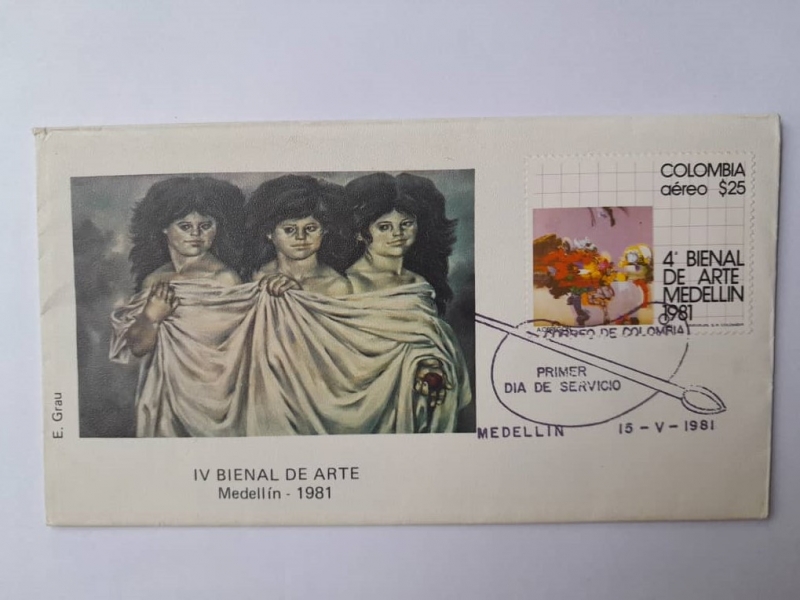 COLOMBIA
aéreo $25
4° BIENAL
DE ARTE
MEDELLIN
1981
CORREO DE COLOMBIA
PRIMER
DIA DE SERVICIO
MEDELLIN 15-V-1981
E. Grau
IV BIENAL DE ARTE
Medellín - 1981